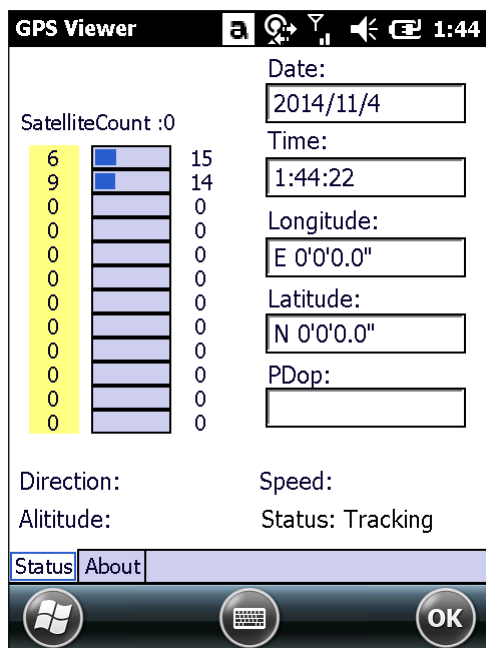 GPS Viewer a 1:44
Date:
2014/11/4
SatelliteCount :0
Time:
6 15
9 14
1:44:22
0 0
0 0
Longitude:
0 0
E 0'0'0.0"
0 0
0 0
Latitude:
0 0
N 0'0'0.0"
0 0
0 0
PDop:
0 0
0 0
Direction:
Speed:
Alititude:
Status: Tracking
Status About
OK